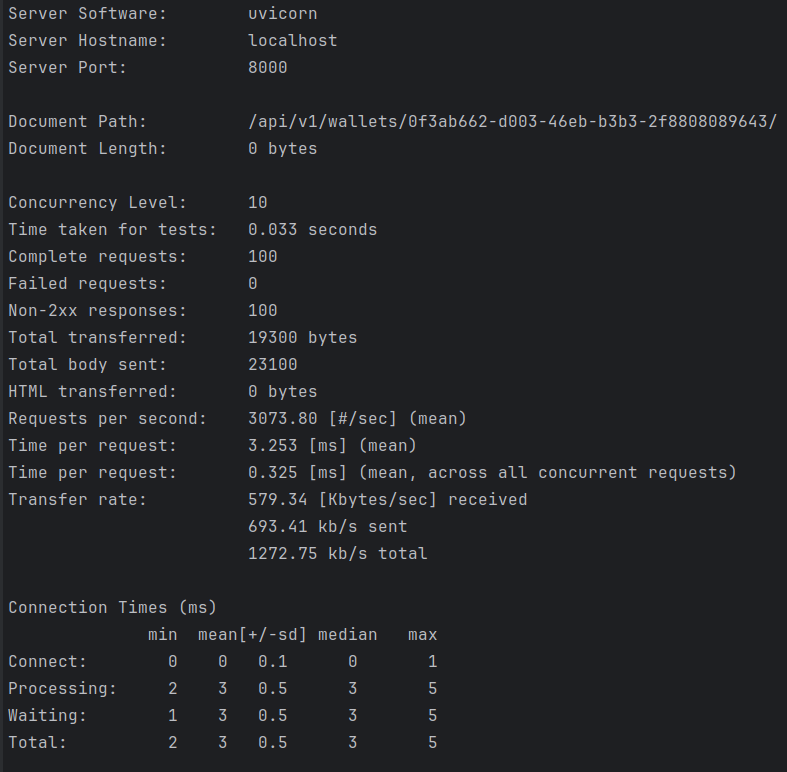 Server Software:        uvicorn
Server Hostname:        localhost
Server Port:            8000

Document Path:          /api/v1/wallets/0f3ab662-d003-46eb-b3b3-2f8808089643/
Document Length:        0 bytes

Concurrency Level:      10
Time taken for tests:   0.033 seconds
Complete requests:      100
Failed requests:        0
Non-2xx responses:      100
Total transferred:      19300 bytes
Total body sent:        23100
HTML transferred:       0 bytes
Requests per second:    3073.80 [#/sec] (mean)
Time per request:       3.253 [ms] (mean)
Time per request:       0.325 [ms] (mean, across all concurrent requests)
Transfer rate:          579.34 [Kbytes/sec] received
                        693.41 kb/s sent
                        1272.75 kb/s total

Connection Times (ms)
              min  mean[+/-sd] median   max
Connect:        0    0   0.1      0       1
Processing:     2    3   0.5      3       5
Waiting:        1    3   0.5      3       5
Total:          2    3   0.5      3       5